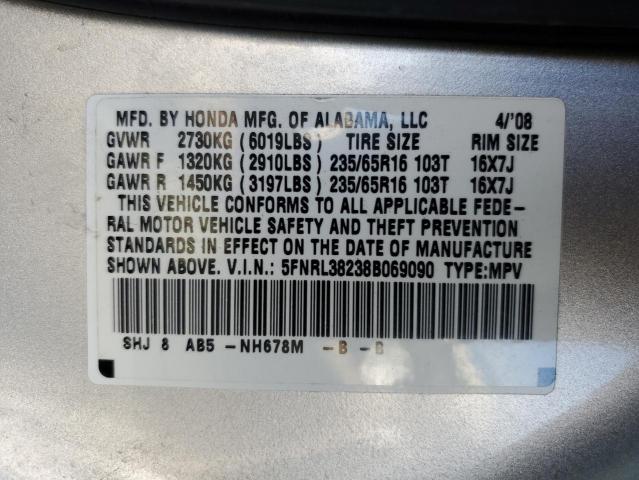 MFD. BY HONDA MFG. OF ALABAMA, LLC 4/'08
GVWR 2730KG (6019LBS) TIRE SIZE RIM SIZE
GAWR F 1320KG (2910LBS) 235/65R16 103T 16X7J
GAWR R 1450KG (3197LBS) 235/65R16 103T 16X7J
THIS VEHICLE CONFORMS TO ALL APPLICABLE FEDE-
RAL MOTOR VEHICLE SAFETY AND THEFT PREVENTION
STANDARDS IN EFFECT ON THE DATE OF MANUFACTURE
SHOWN ABOVE. V.I.N.: 5FNRL38238B069090 TYPE:MPV
SHJ 8 AB5 -NH678M -B -B